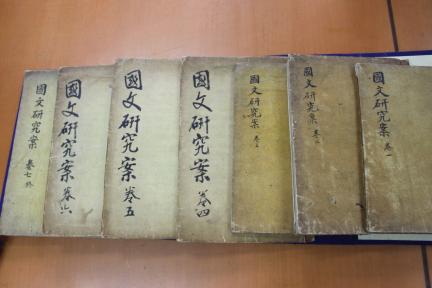 國文研究案 卷一
國文研究案 卷二
國文研究案 卷三
國文研究案 卷四
國文研究案 卷五
國文研究案 卷六
國文研究案 卷七終